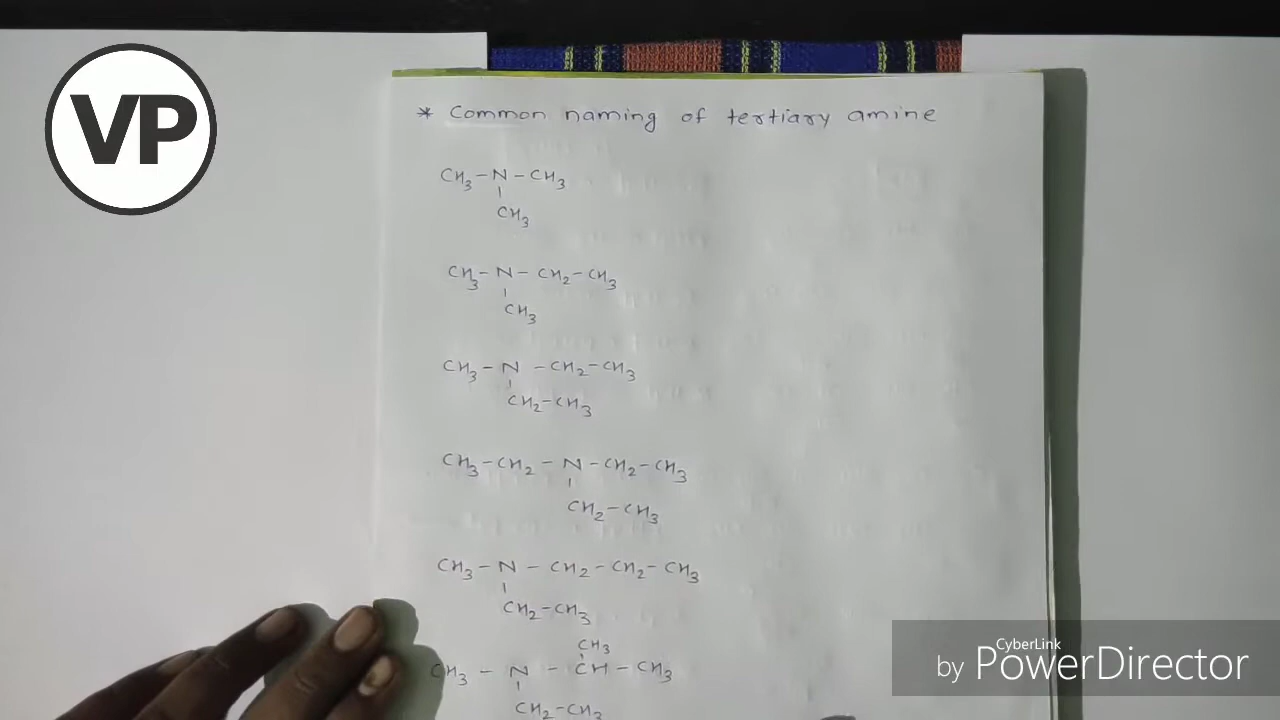 VP
* Common naming of tertiary amine
CH3-N-CH3
CH3
CH3-N-CH2-CH3
CH3
CH3-N-CH2-CH3
CH2-CH3
CH3-CH2-N-CH2-CH3
CH2-CH3
CH3-N-CH2-CH2-CH3
CH2-CH3
CH3
CH3-N-CH-CH3
CH2-CH3
CyberLink
by PowerDirector